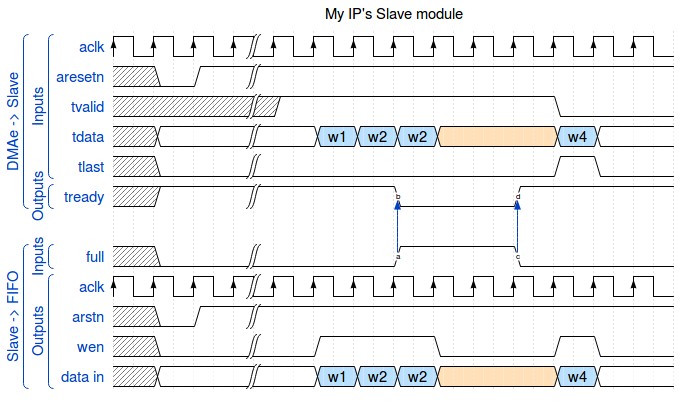 My IP's Slave module
DMAe -> Slave
Inputs
aclk
aresetn
tvalid
tdata w1 w2 w2 w4
tlast
Outputs
tready b d
Slave -> FIFO
Inputs
full a c
Outputs
aclk
arstn
wen
data in w1 w2 w2 w4